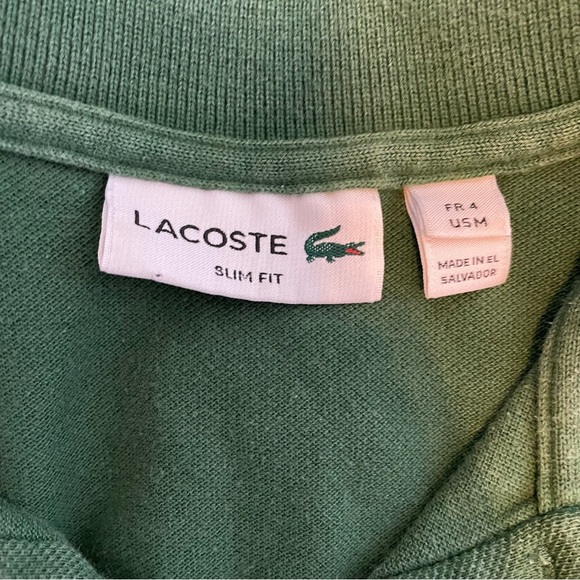 LACOSTE
SLIM FIT
FR 4
US M
MADE IN EL
SALVADOR